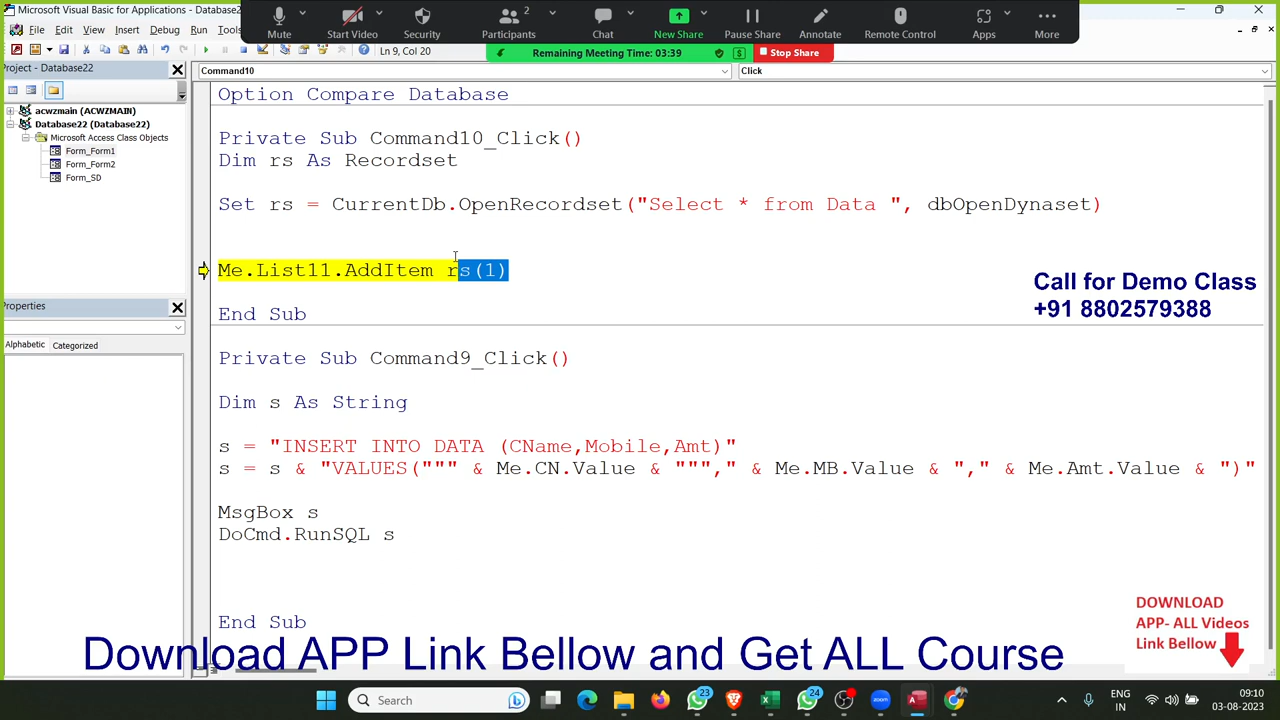 Microsoft Visual Basic for Applications - Database2
File Edit View Insert Debug Run Tools
Mute
Start Video
Security
2
Participants
Chat
New Share
Pause Share
Annotate
Remote Control
Apps
More
Remaining Meeting Time: 03:39
Stop Share
Ln 9, Col 20
Project - Database22
acwzmain (ACWZMAIN)
Database22 (Database22)
Microsoft Access Class Objects
Form_Form1
Form_Form2
Form_SD
Properties
Alphabetic Categorized
Command10
Click
Option Compare Database
Private Sub Command10_Click()
Dim rs As Recordset
Set rs = CurrentDb.OpenRecordset("Select * from Data ", dbOpenDynaset)
Me.List11.AddItem rs(1)
End Sub
Private Sub Command9_Click()
Dim s As String
s = "INSERT INTO DATA (CName,Mobile,Amt)"
s = s & "VALUES(""" & Me.CN.Value & """," & Me.MB.Value & "," & Me.Amt.Value & ")"
MsgBox s
DoCmd.RunSQL s
End Sub
Call for Demo Class
+91 8802579388
DOWNLOAD
APP- ALL Videos
Link Bellow
Download APP Link Bellow and Get ALL Course
Search
23
24
zoom
ENG
IN
09:10
03-08-2023